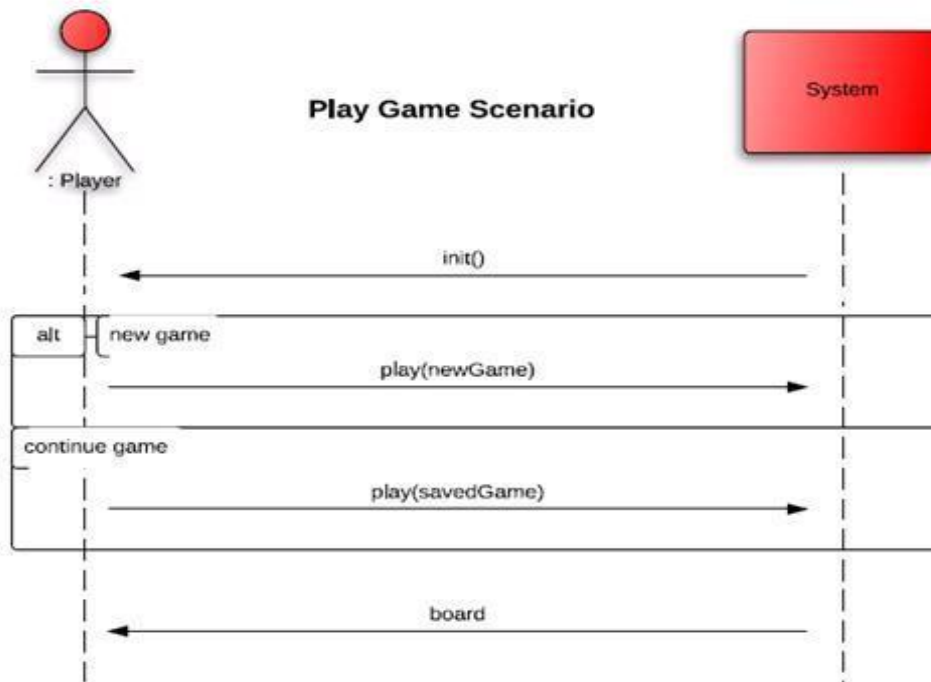 System
Play Game Scenario
: Player
init()
alt
new game
play(newGame)
continue game
play(savedGame)
board